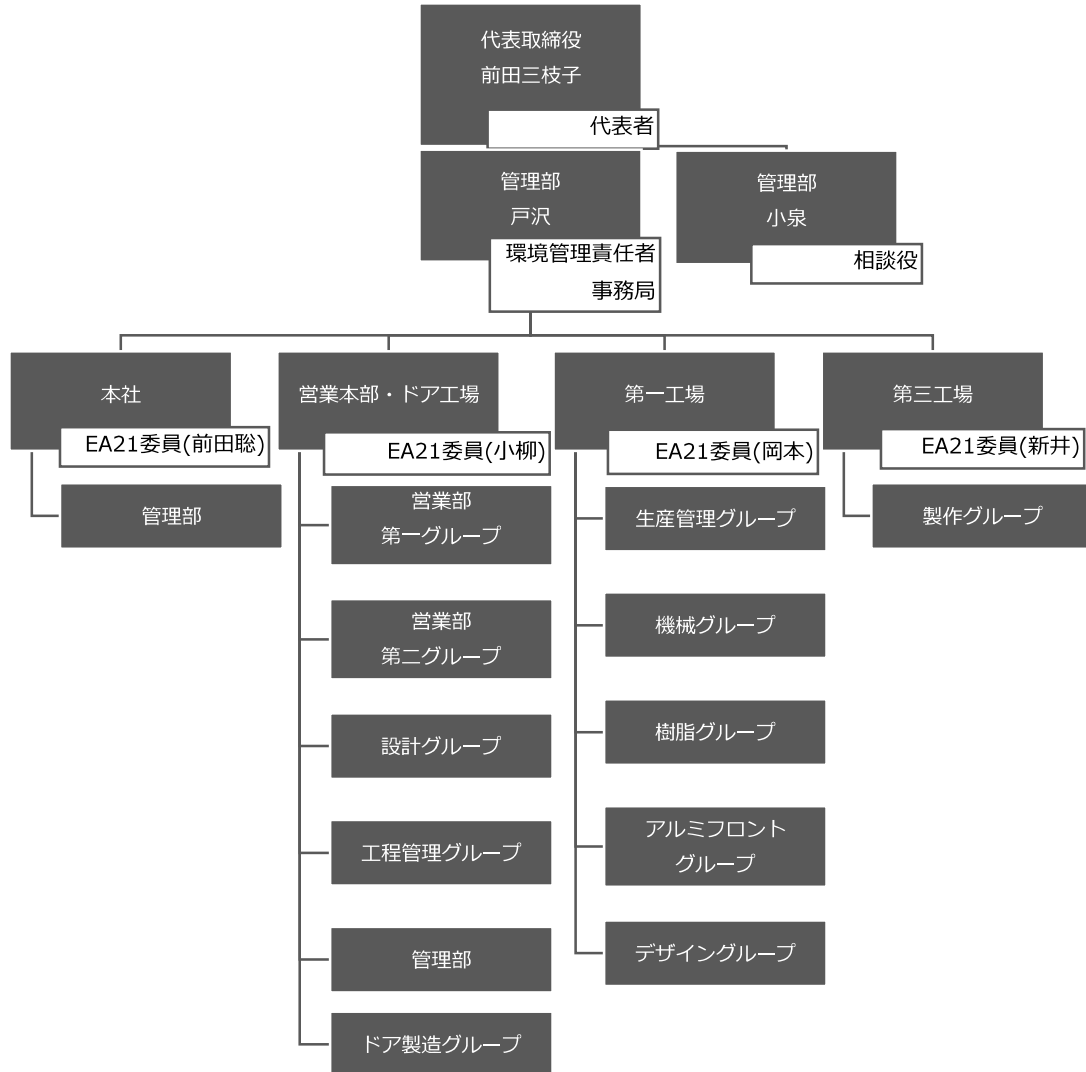 代表取締役
前田三枝子
代表者
管理部
戸沢
環境管理責任者
事務局
管理部
小泉
相談役
本社
EA21委員(前田聡)
管理部
営業本部・ドア工場
EA21委員(小柳)
営業部
第一グループ
営業部
第二グループ
設計グループ
工程管理グループ
管理部
ドア製造グループ
第一工場
EA21委員(岡本)
生産管理グループ
機械グループ
樹脂グループ
アルミフロント
グループ
デザイングループ
第三工場
EA21委員(新井)
製作グループ